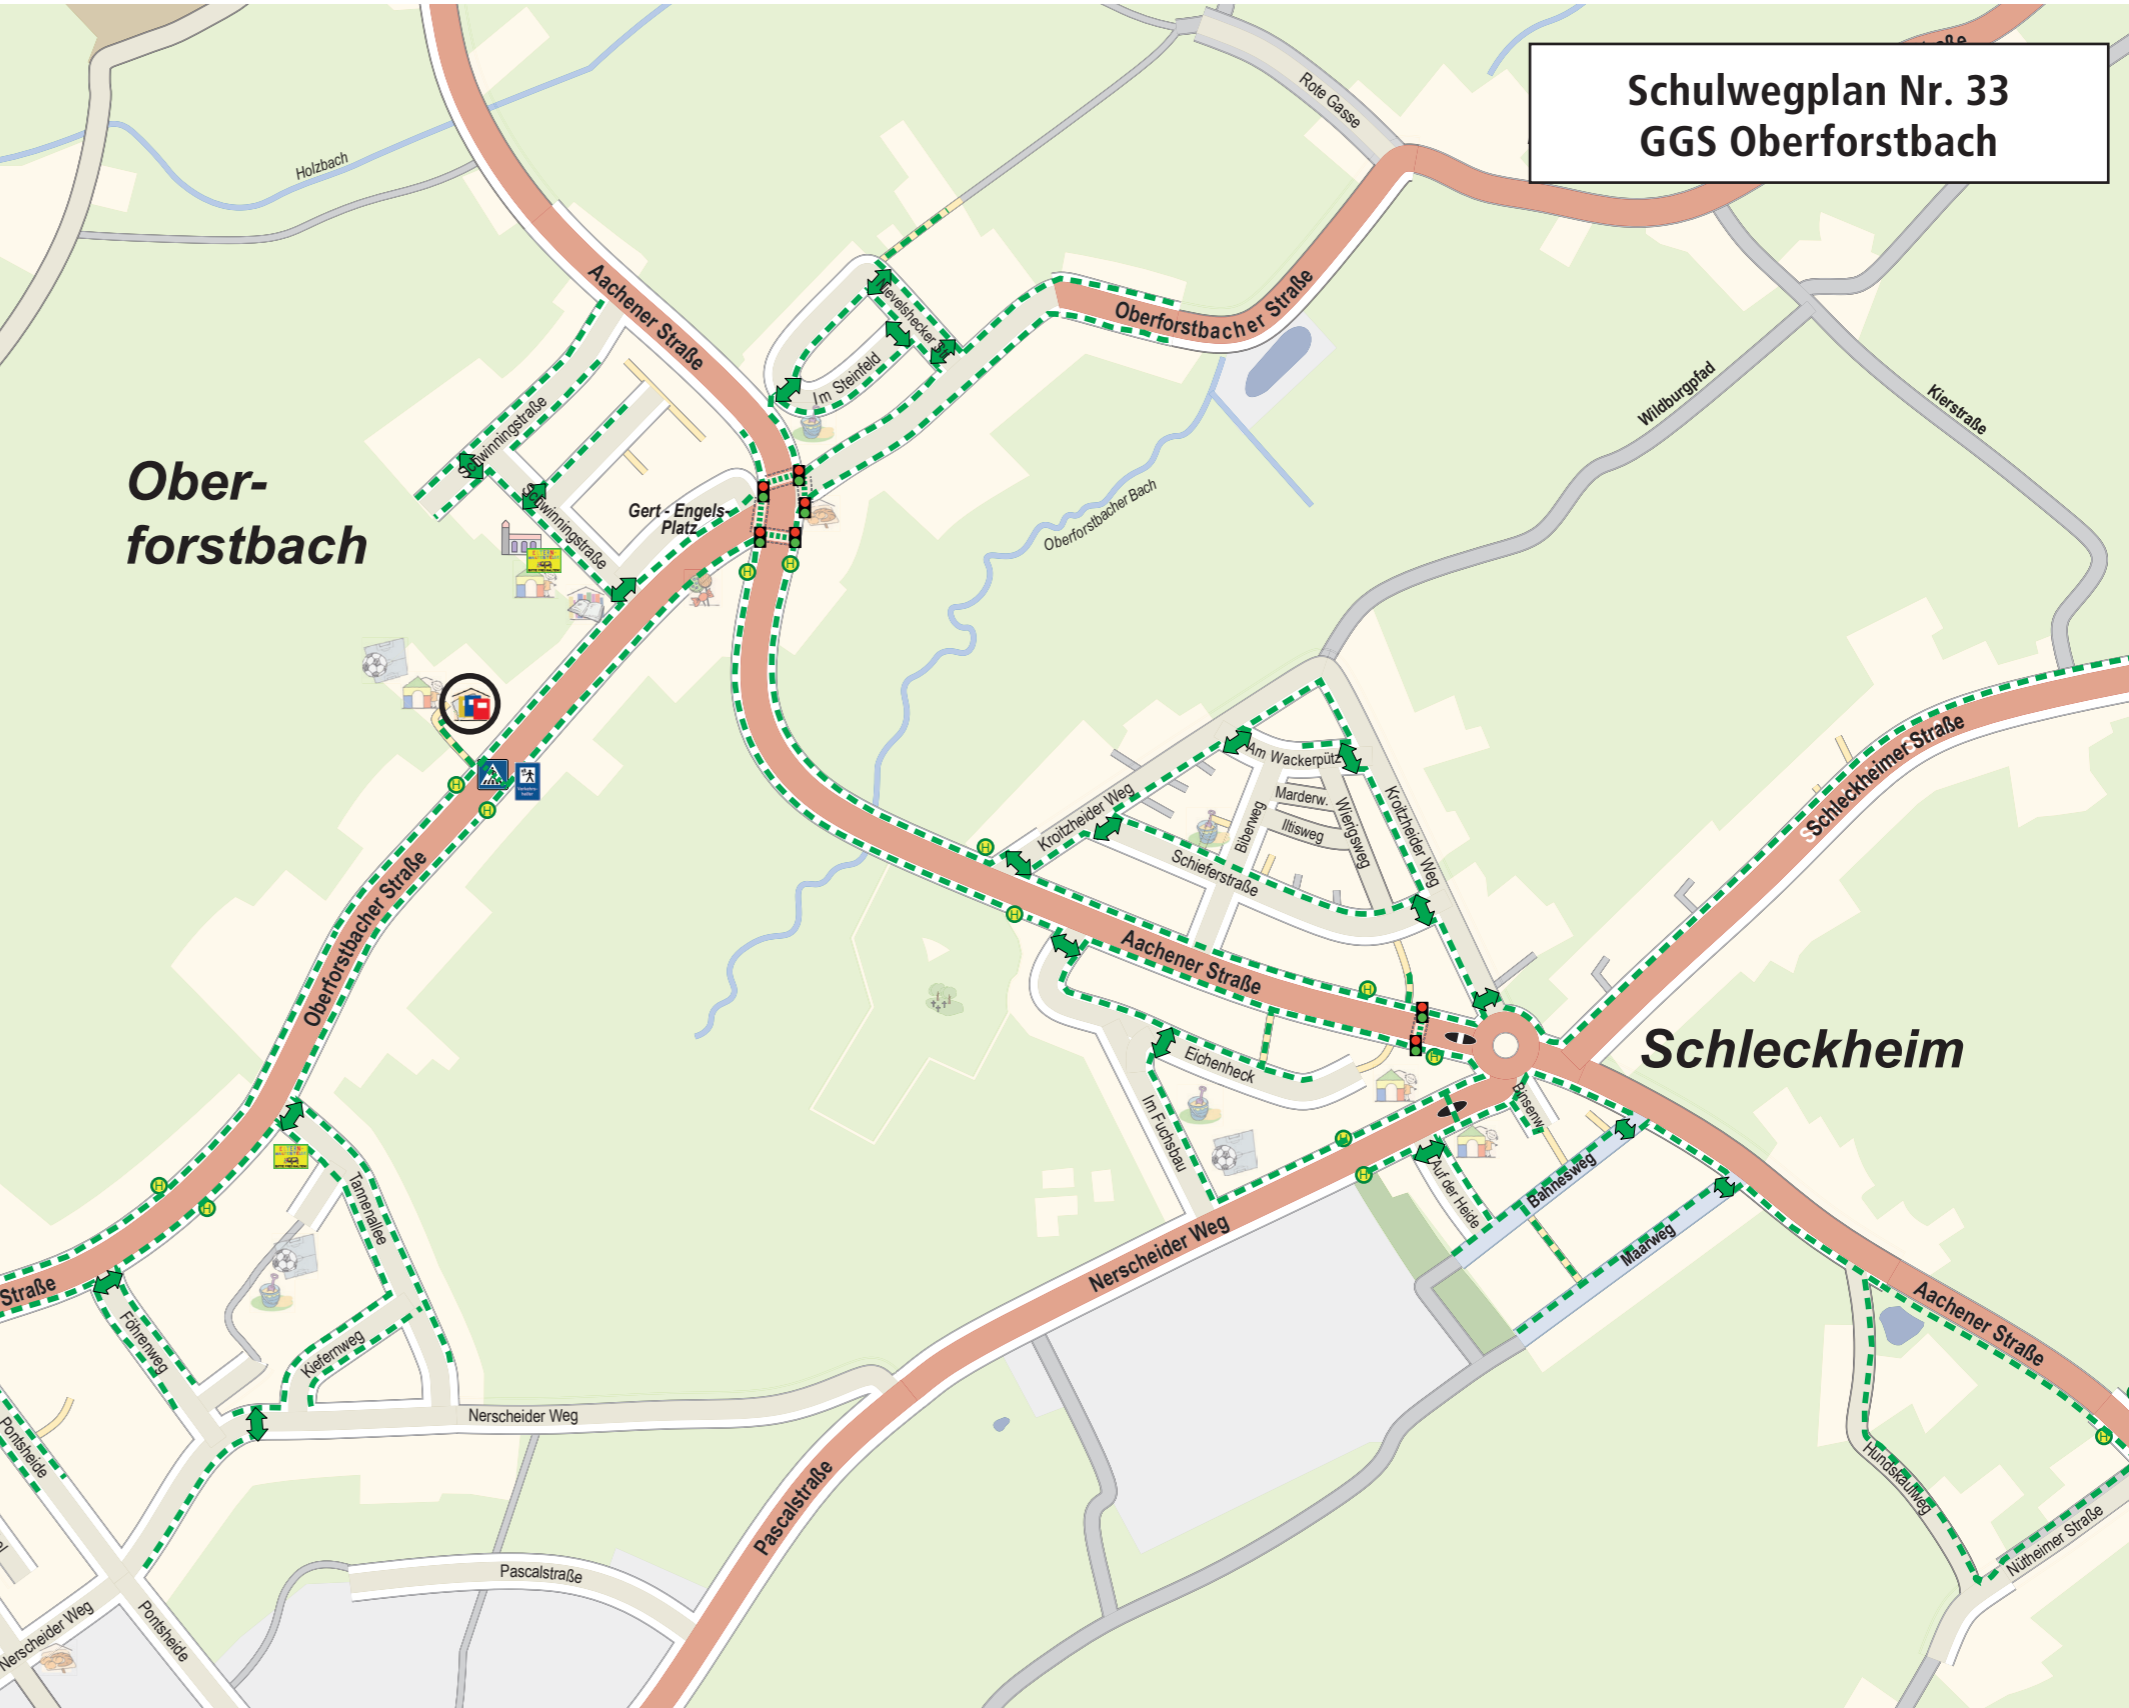 Schulwegplan Nr. 33
GGS Oberforstbach
Rote Gasse
Holzbach
Aachener Straße
Oberforstbacher Straße
Im Steinfeld
Wildburgpfad
Kierstraße
Schwinningstraße
Ober-
forstbach
Schwinningstraße
Gert - Engels-
Platz
Oberforstbacher Bach
H
H
Schleckheimer Straße
Am Wackerpütz
Marderw.
Iltisweg
Biberweg
Wierigsweg
Kroitzheider Weg
Kroitzheider Weg
Schieferstraße
H
H
H
H
Oberforstbacher Straße
Aachener Straße
H
H
Schleckheim
Eichenheck
Im Fuchsbau
Binsenw.
H
H
Auf der Heide
Bahnesweg
Maarweg
Nerscheider Weg
Tannenallee
H
H
Straße
Föhrenweg
Kiefernweg
Nerscheider Weg
Aachener Straße
H
Pontsheide
Hundskaulweg
Nütheimer Straße
Pascalstraße
Pascalstraße
Nerscheider Weg
Pontsheide